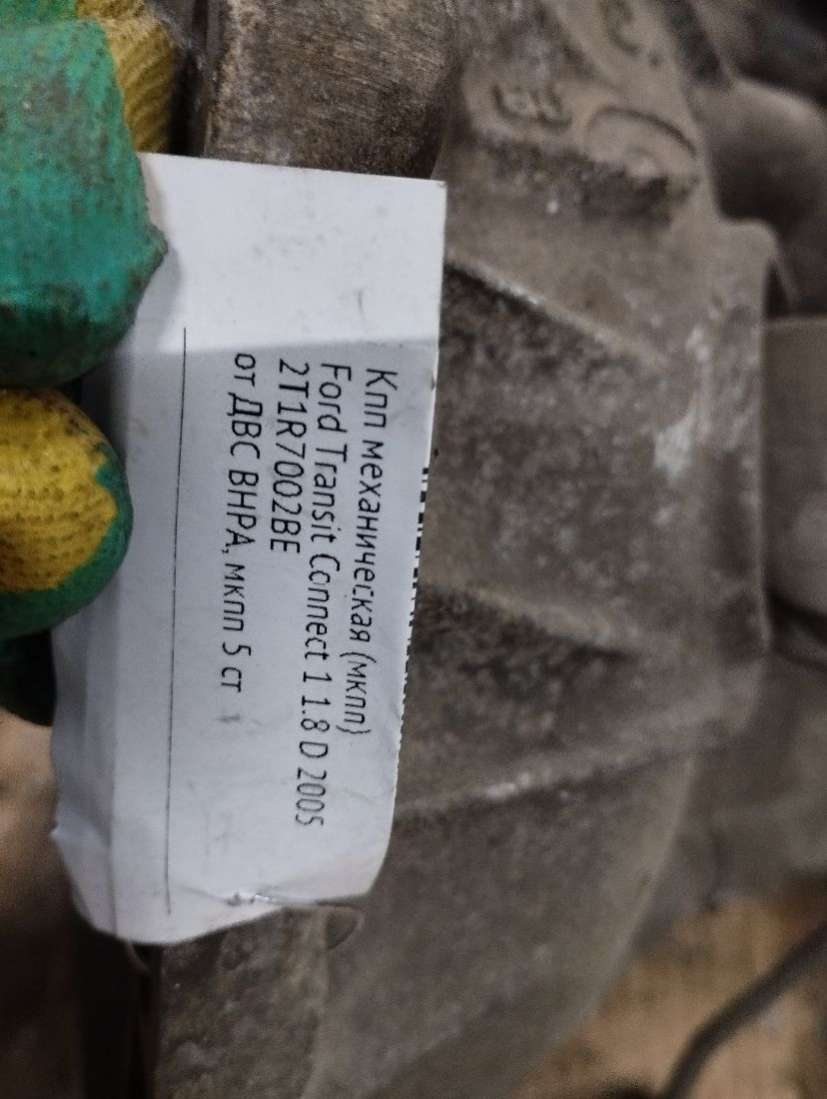 Кпп механическая (мкпп)
Ford Transit Connect 1 1.8 D 2005
2T1R7002BE
от ДВС BHPA, мкпп 5 ст